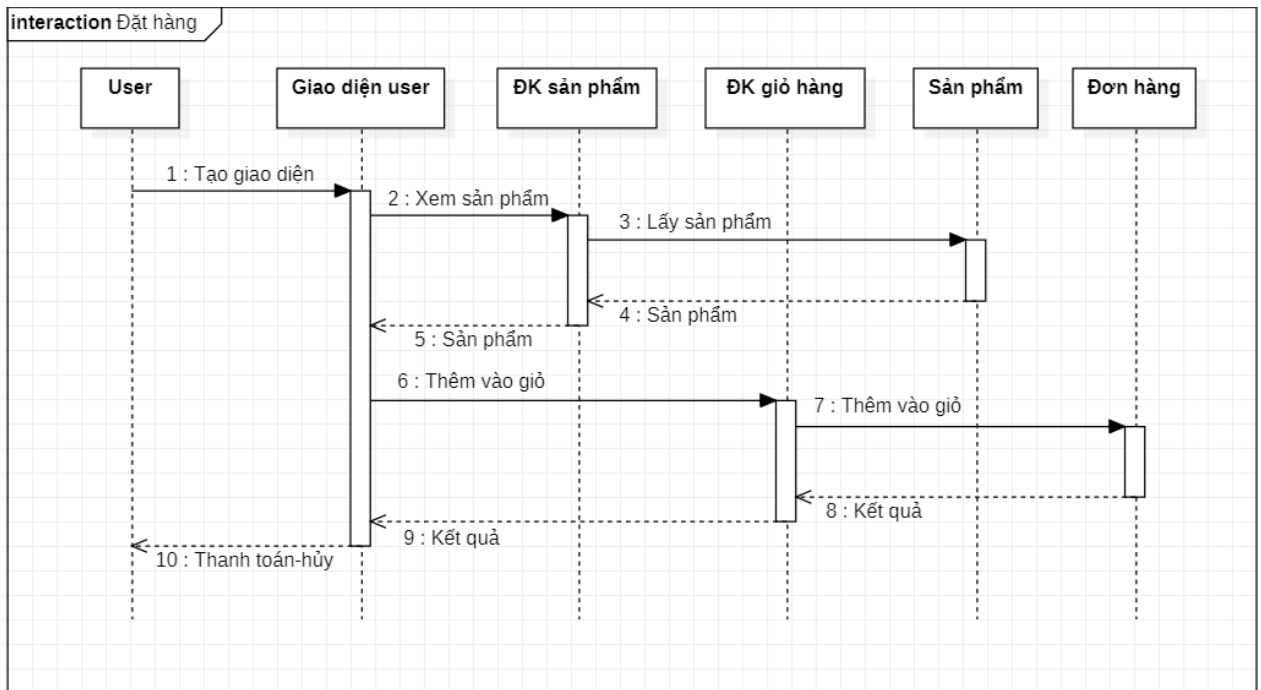 interaction Đặt hàng
User
Giao diện user
ĐK sản phẩm
ĐK giỏ hàng
Sản phẩm
Đơn hàng
1 : Tạo giao diện
2 : Xem sản phẩm
3 : Lấy sản phẩm
4 : Sản phẩm
5 : Sản phẩm
6 : Thêm vào giỏ
7 : Thêm vào giỏ
8 : Kết quả
9 : Kết quả
10 : Thanh toán-hủy